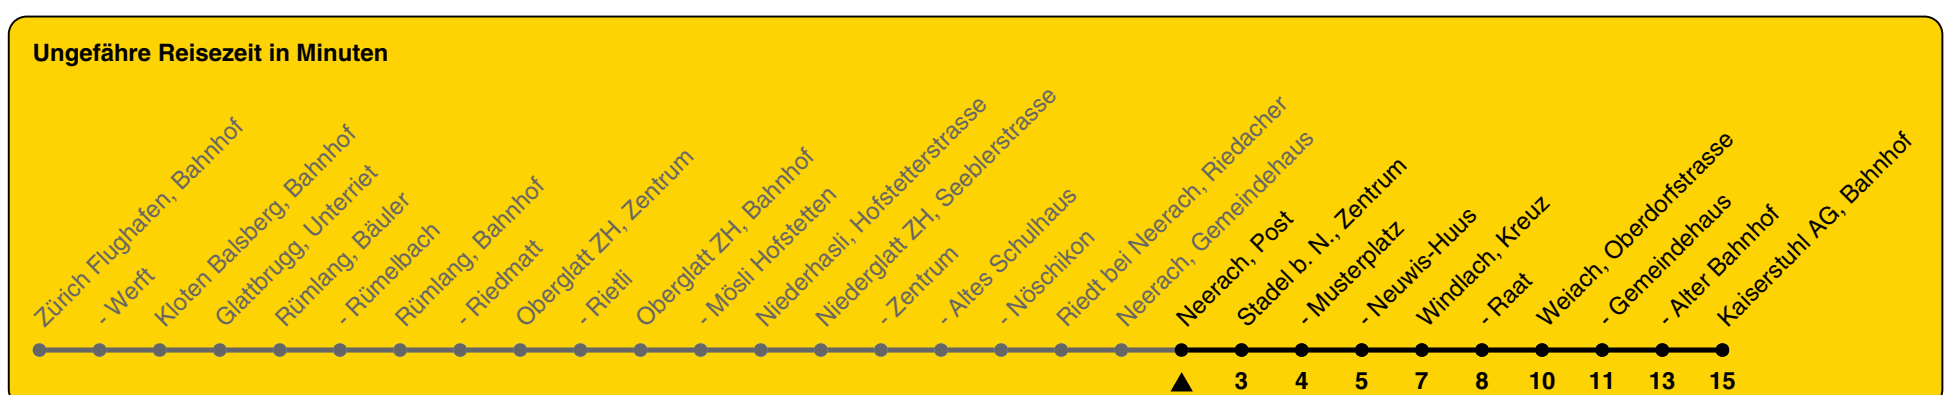 Ungefähre Reisezeit in Minuten
Zürich Flughafen, Bahnhof
- Werft
Kloten Balsberg, Bahnhof
Glattbrugg, Unterriet
Rümlang, Bäuler
- Rümelbach
Rümlang, Bahnhof
- Riedmatt
Oberglatt ZH, Zentrum
- Rietli
Oberglatt ZH, Bahnhof
- Mösli Hofstetten
Niederhasli, Hofstetterstrasse
Niederglatt ZH, Seeblerstrasse
- Zentrum
- Altes Schulhaus
- Nöschikon
Riedt bei Neerach, Riedacher
Neerach, Gemeindehaus
Neerach, Post
Stadel b. N., Zentrum
- Musterplatz
- Neuwis-Huus
Windlach, Kreuz
- Raat
Weiach, Oberdorfstrasse
- Gemeindehaus
- Alter Bahnhof
Kaiserstuhl AG, Bahnhof
3 4 5 7 8 10 11 13 15